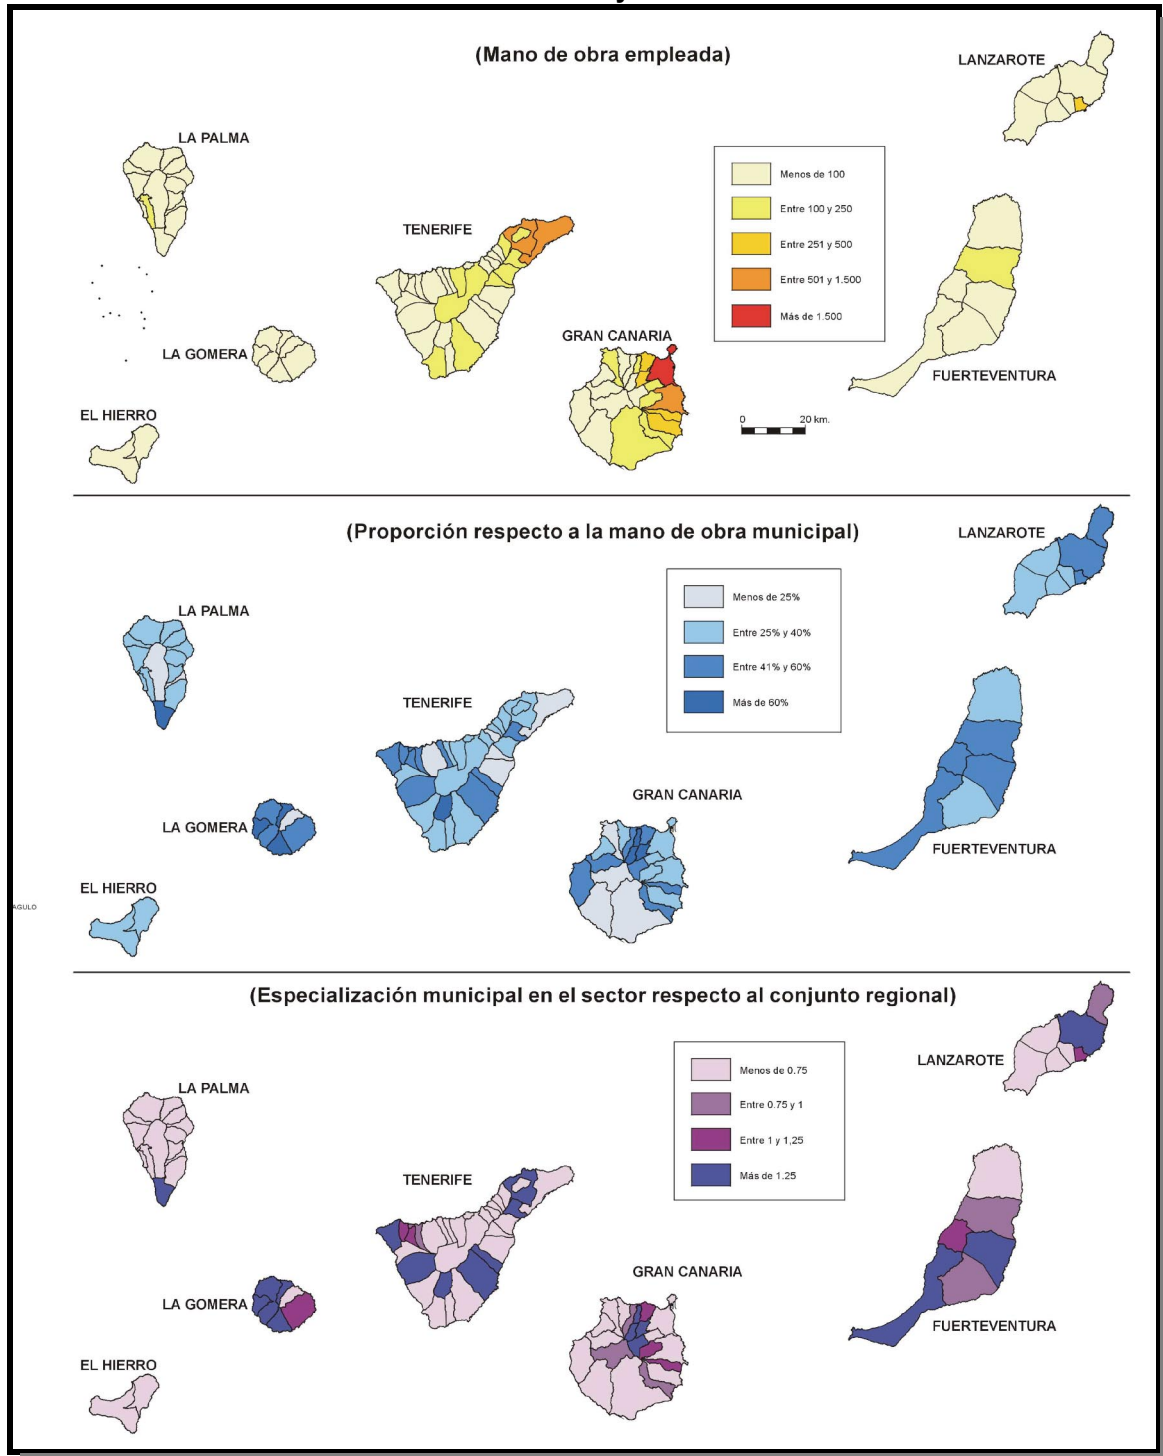 (Mano de obra empleada)
LANZAROTE
LA PALMA
Menos de 100
Entre 100 y 250
Entre 251 y 500
Entre 501 y 1.500
Más de 1.500
TENERIFE
GRAN CANARIA
LA GOMERA
FUERTEVENTURA
EL HIERRO
0 20 km.
(Proporción respecto a la mano de obra municipal)
LANZAROTE
LA PALMA
Menos de 25%
Entre 25% y 40%
Entre 41% y 60%
Más de 60%
TENERIFE
GRAN CANARIA
LA GOMERA
FUERTEVENTURA
EL HIERRO
AGULO
(Especialización municipal en el sector respecto al conjunto regional)
LANZAROTE
LA PALMA
Menos de 0.75
Entre 0.75 y 1
Entre 1 y 1,25
Más de 1.25
TENERIFE
GRAN CANARIA
LA GOMERA
FUERTEVENTURA
EL HIERRO